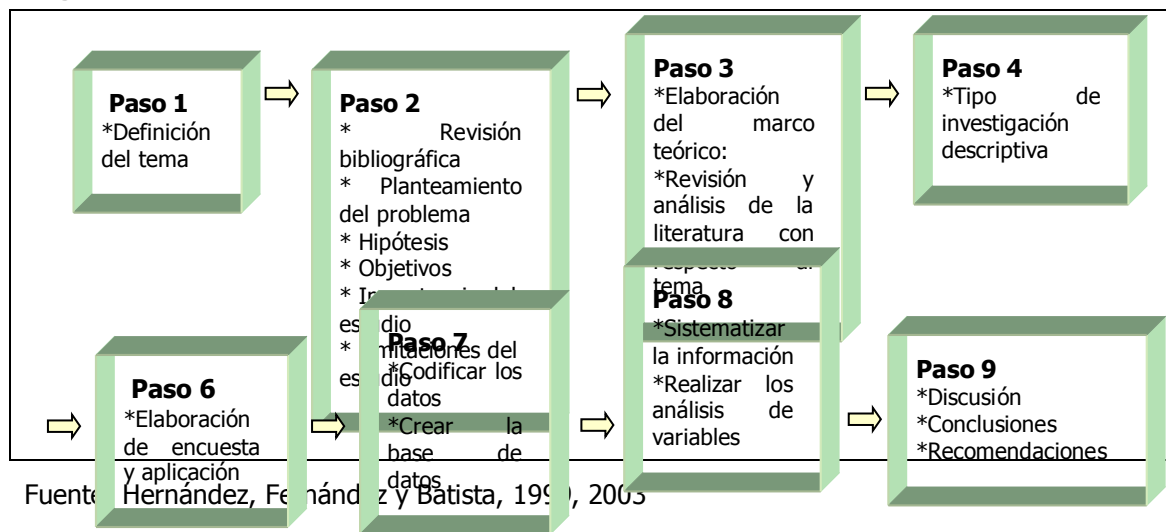 Paso 1
*Definición
del tema
Paso 2
* Revisión
bibliográfica
* Planteamiento
del problema
* Hipótesis
* Objetivos
*
* del
Paso 3
*Elaboración
del marco
teórico:
*Revisión y
análisis de la
literatura con
tema
Paso 4
*Tipo de
investigación
descriptiva
Paso 6
*Elaboración
de encuesta
y aplicación
Paso 7
*Codificar los
datos
*Crear la
base de
datos
Paso 8
*Sistematizar
la información
*Realizar los
análisis de
variables
Paso 9
*Discusión
*Conclusiones
*Recomendaciones
Hernández, y Batista, 2003